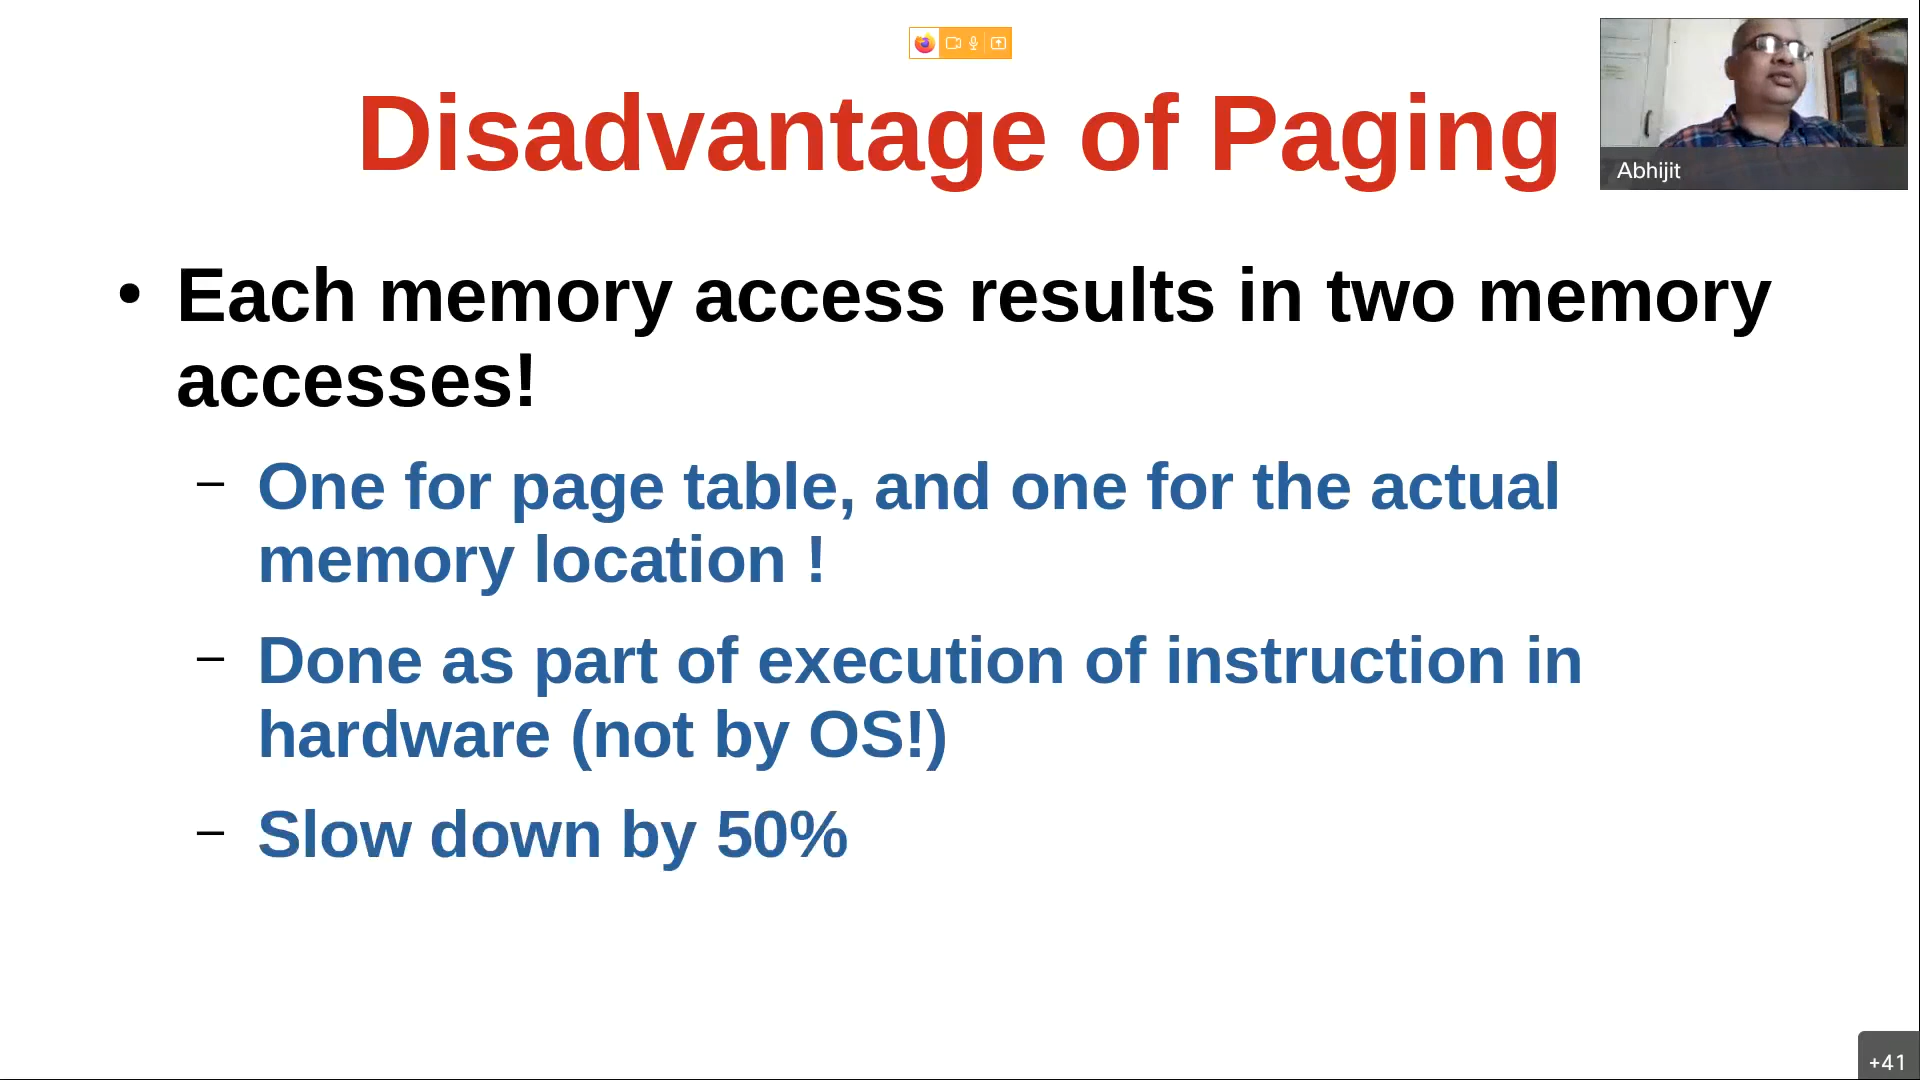 Disadvantage of Paging
Abhijit
• Each memory access results in two memory
accesses!
– One for page table, and one for the actual
memory location !
– Done as part of execution of instruction in
hardware (not by OS!)
– Slow down by 50%
+41